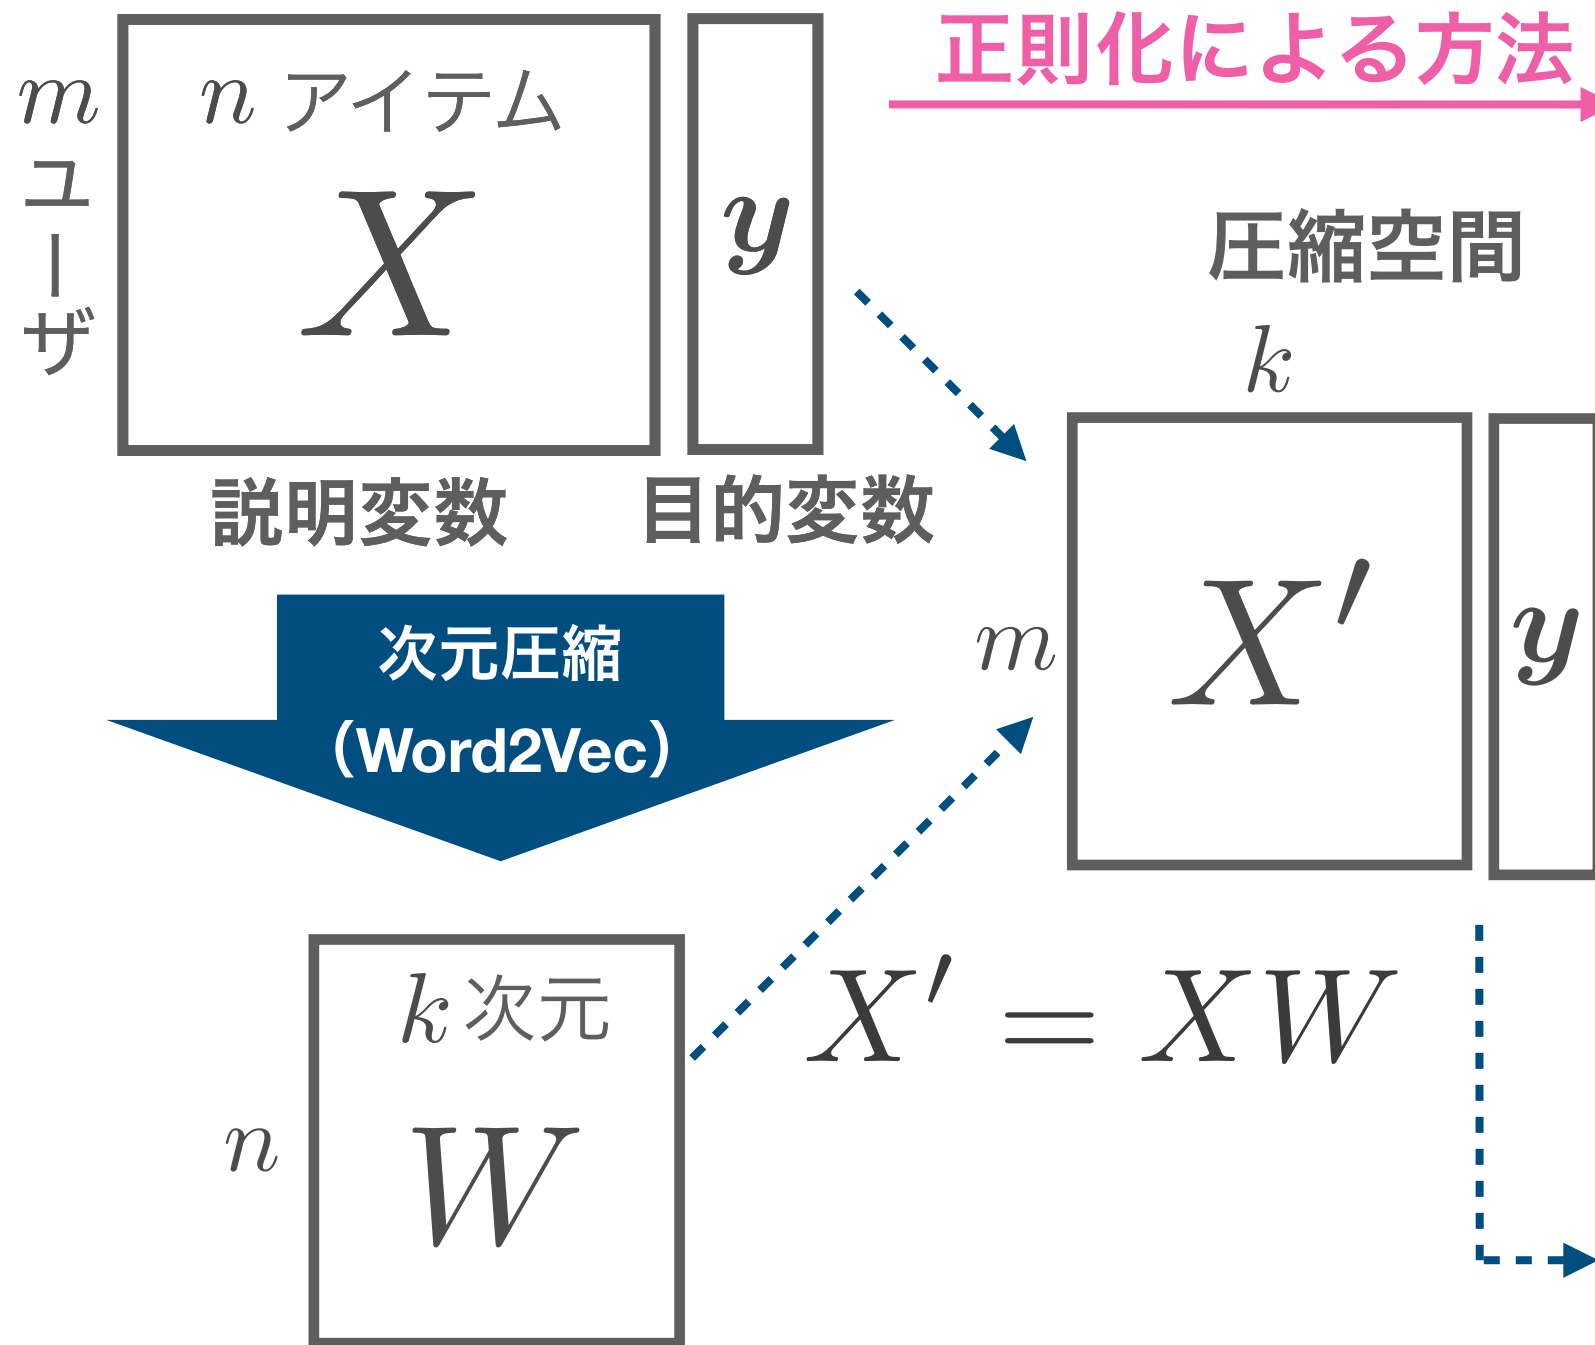 正則化による方法
m
ユーザ
n アイテム
X
y
説明変数
目的変数
圧縮空間
k
m
X′
y
次元圧縮
（Word2Vec）
k 次元
n
W
X′ = XW